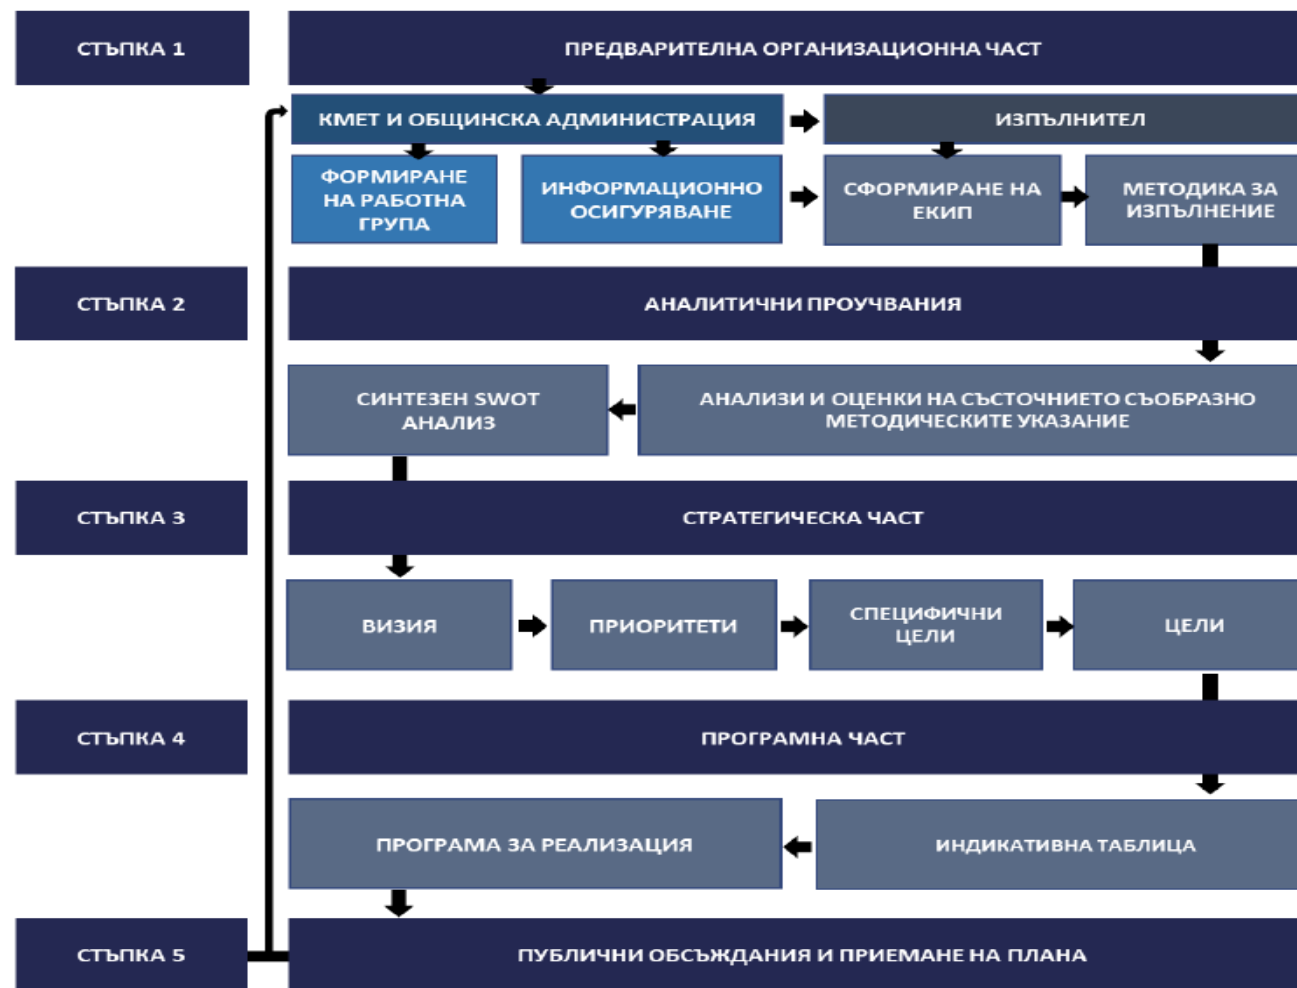 СТЪПКА 1
ПРЕДВАРИТЕЛНА ОРГАНИЗАЦИОННА ЧАСТ
КМЕТ И ОБЩИНСКА АДМИНИСТРАЦИЯ
ИЗПЪЛНИТЕЛ
ФОРМИРАНЕ
НА РАБОТНА
ГРУПА
ИНФОРМАЦИОННО
ОСИГУРЯВАНЕ
СФОРМИРАНЕ НА
ЕКИП
МЕТОДИКА ЗА
ИЗПЪЛНЕНИЕ
СТЪПКА 2
АНАЛИТИЧНИ ПРОУЧВАНИЯ
СИНТЕЗЕН SWOT
АНАЛИЗ
АНАЛИЗИ И ОЦЕНКИ НА СЪСТОЧНИЕТО СЪОБРАЗНО
МЕТОДИЧЕСКИТЕ УКАЗАНИЕ
СТЪПКА 3
СТРАТЕГИЧЕСКА ЧАСТ
ВИЗИЯ
ПРИОРИТЕТИ
СПЕЦИФИЧНИ
ЦЕЛИ
ЦЕЛИ
СТЪПКА 4
ПРОГРАМНА ЧАСТ
ПРОГРАМА ЗА РЕАЛИЗАЦИЯ
ИНДИКАТИВНА ТАБЛИЦА
СТЪПКА 5
ПУБЛИЧНИ ОБСЪЖДАНИЯ И ПРИЕМАНЕ НА ПЛАНА